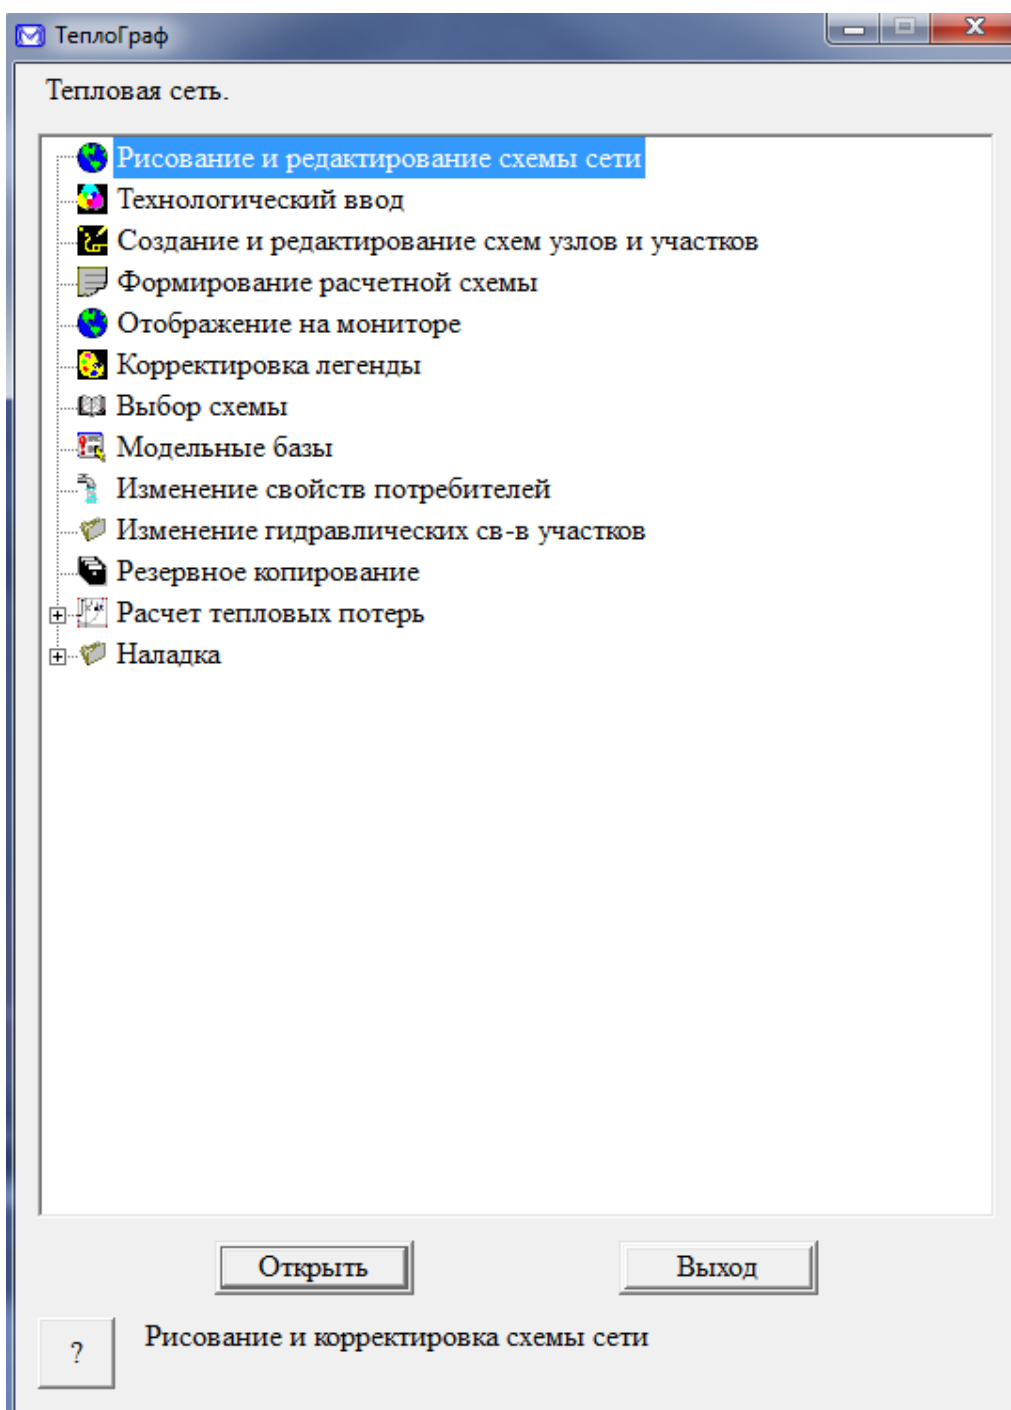 ТеплоГраф
Тепловая сеть.
Рисование и редактирование схемы сети
Технологический ввод
Создание и редактирование схем узлов и участков
Формирование расчетной схемы
Отображение на мониторе
Корректировка легенды
Выбор схемы
Модельные базы
Изменение свойств потребителей
Изменение гидравлических св-в участков
Резервное копирование
Расчет тепловых потерь
Наладка
Открыть
Выход
?
Рисование и корректировка схемы сети